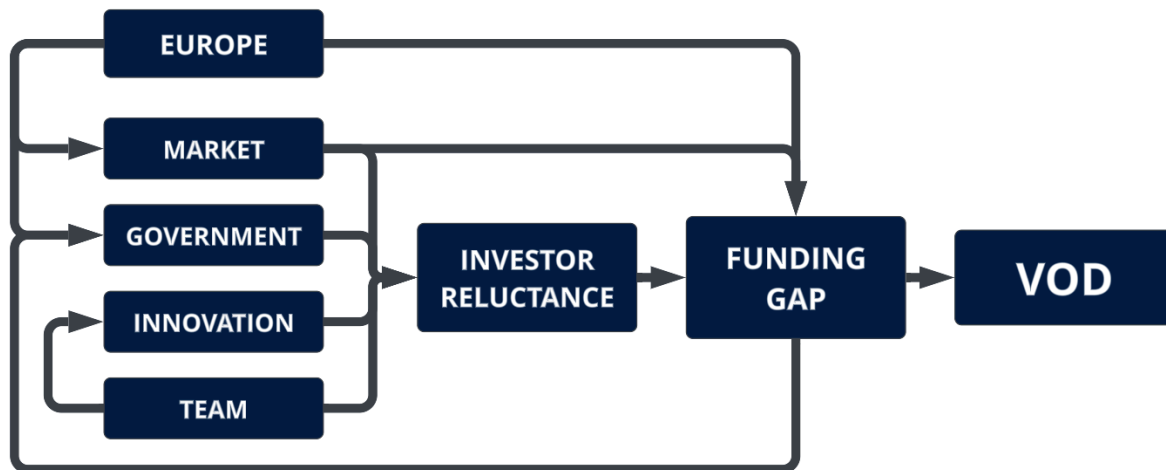 EUROPE
MARKET
GOVERNMENT
INNOVATION
TEAM
INVESTOR
RELUCTANCE
FUNDING
GAP
VOD